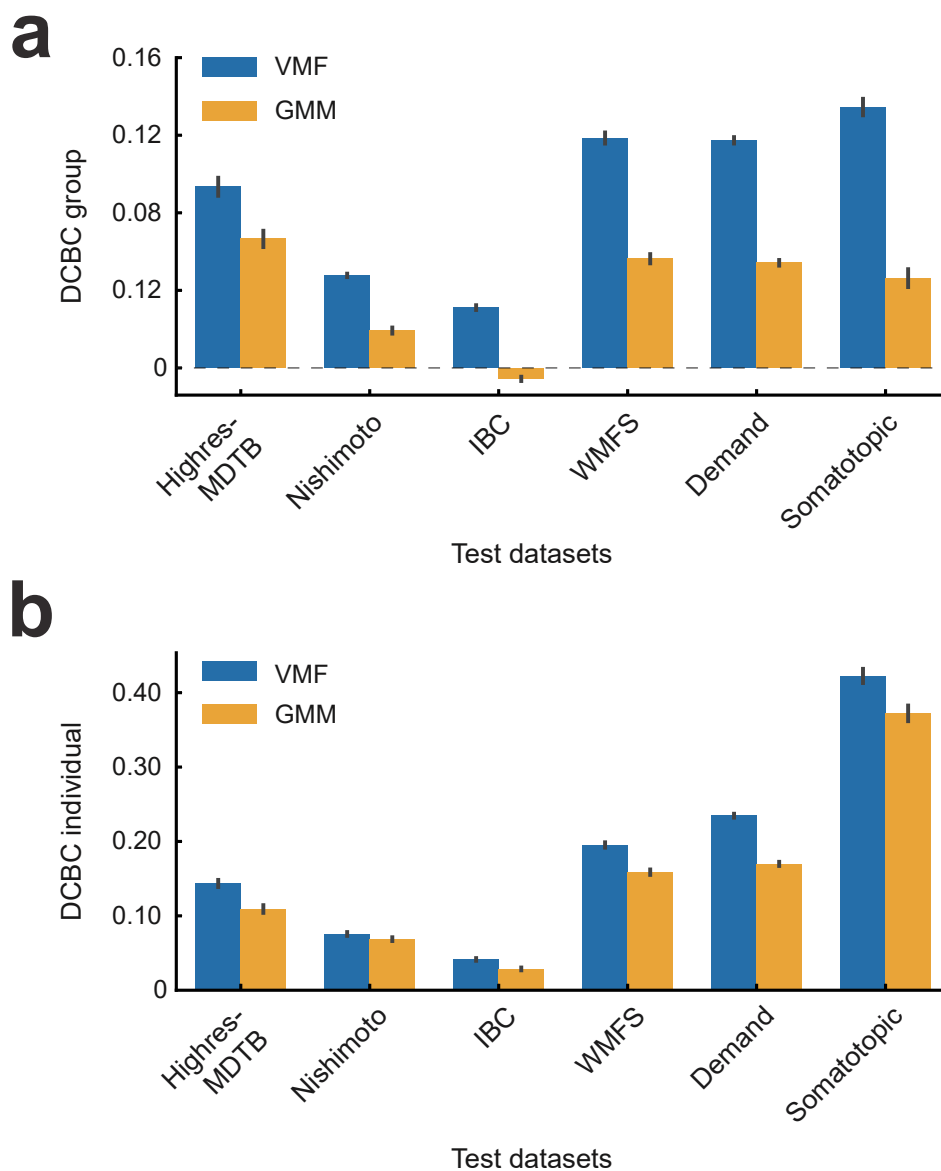 a
0.16
0.12
0.08
0.12
0
DCBC group
VMF
GMM
Highres-
MDTB
Nishimoto
IBC
WMFS
Demand
Somatotopic
Test datasets
b
0.40
0.30
0.20
0.10
0
DCBC individual
VMF
GMM
Highres-
MDTB
Nishimoto
IBC
WMFS
Demand
Somatotopic
Test datasets